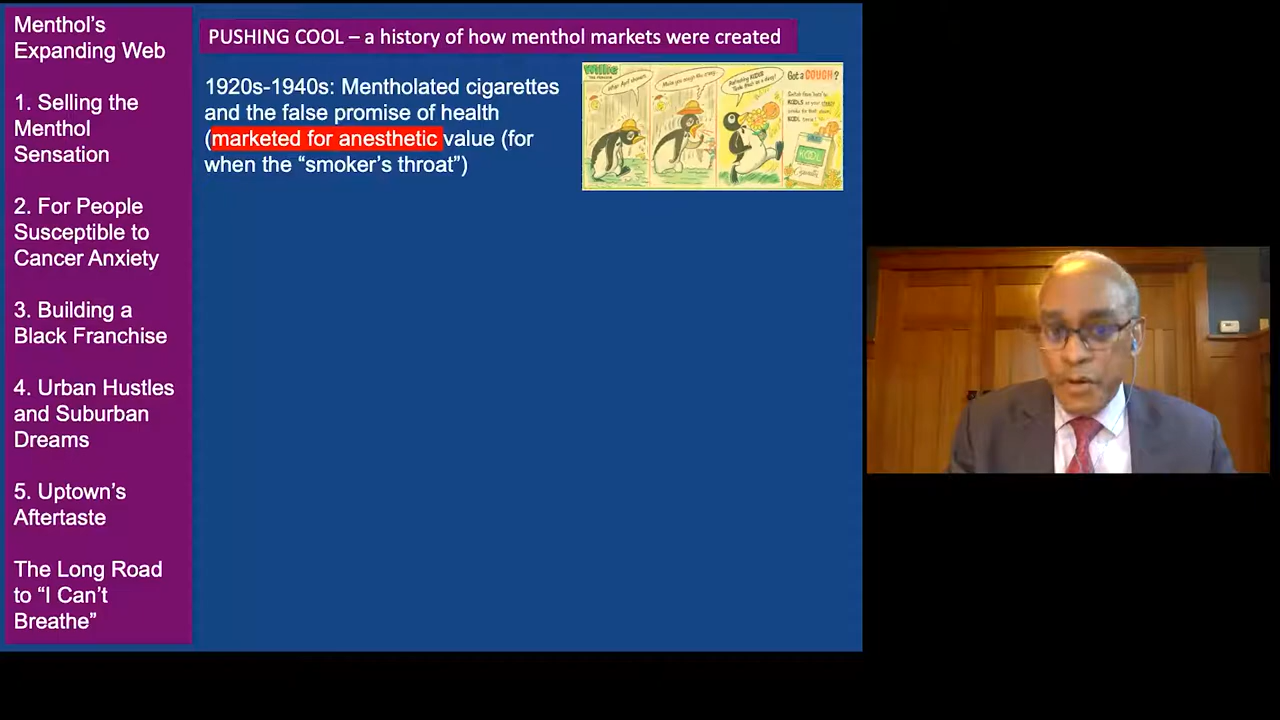 Menthol's
Expanding Web
1. Selling the
Menthol
Sensation
2. For People
Susceptible to
Cancer Anxiety
3. Building a
Black Franchise
4. Urban Hustles
and Suburban
Dreams
5. Uptown's
Aftertaste
The Long Road
to “I Can't
Breathe”
PUSHING COOL – a history of how menthol markets were created
1920s-1940s: Mentholated cigarettes
and the false promise of health
(marketed for anesthetic value (for
when the “smoker's throat”)
Willie
Got a COUGH?
KOOL